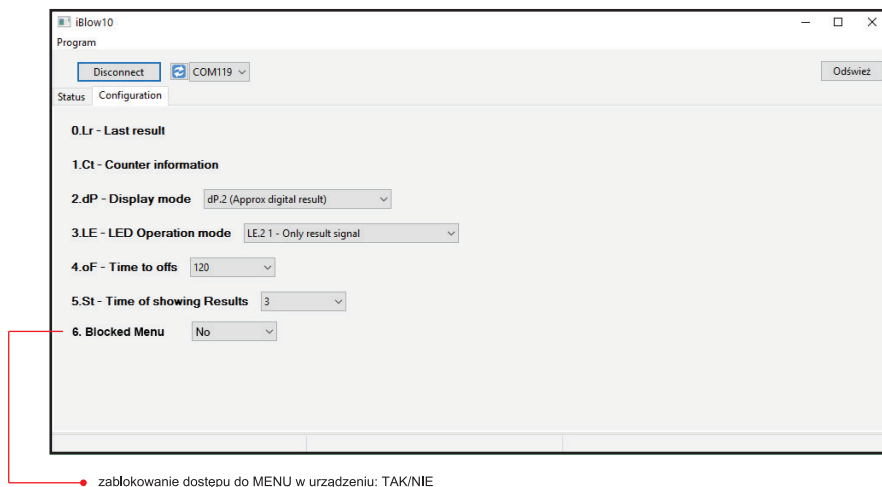 iBlow10
Program
Disconnect COM119 Odśwież
Status Configuration
0.Lr - Last result
1.Ct - Counter information
2.dP - Display mode dP.2 (Approx digital result)
3.LE - LED Operation mode LE.2 1 - Only result signal
4.oF - Time to offs 120
5.St - Time of showing Results 3
6. Blocked Menu No
zablokowanie dostępu do MENU w urządzeniu: TAK/NIE